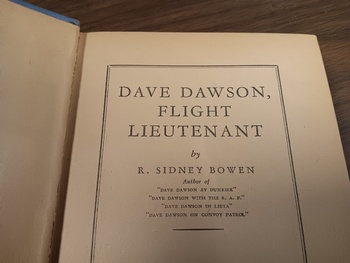 DAVE DAWSON,
FLIGHT
LIEUTENANT
by
R. SIDNEY BOWEN
Author of
"DAVE DAWSON AT DUNKIRK"
"DAVE DAWSON WITH THE R. A. F."
"DAVE DAWSON IN LIBYA"
"DAVE DAWSON ON CONVOY PATROL"